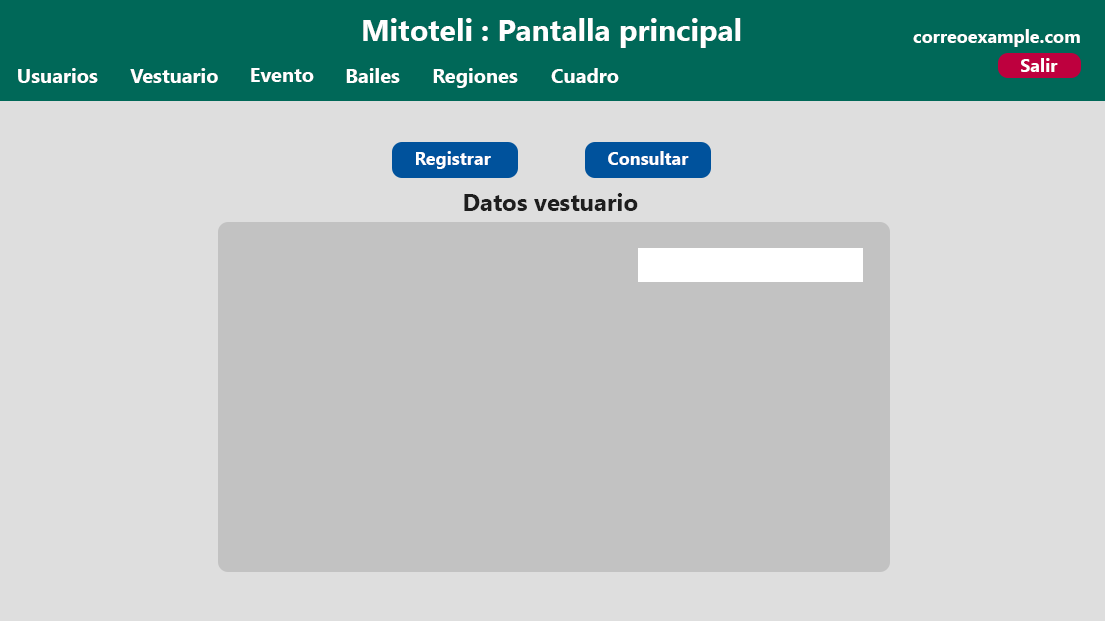 Mitoteli : Pantalla principal
correoexample.com
Salir
Usuarios Vestuario Evento Bailes Regiones Cuadro
Registrar Consultar
Datos vestuario